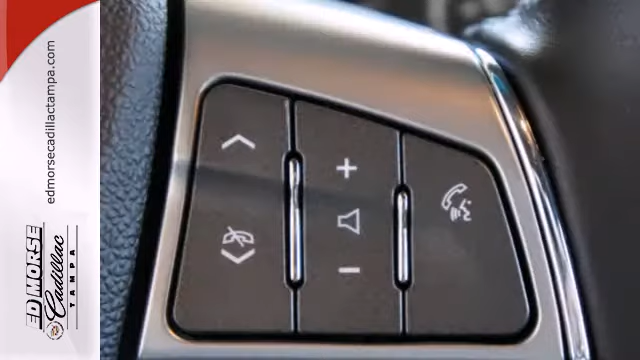 edmorsecadillactampa.com
ED MORSE
Cadillac
TAMPA
+
−